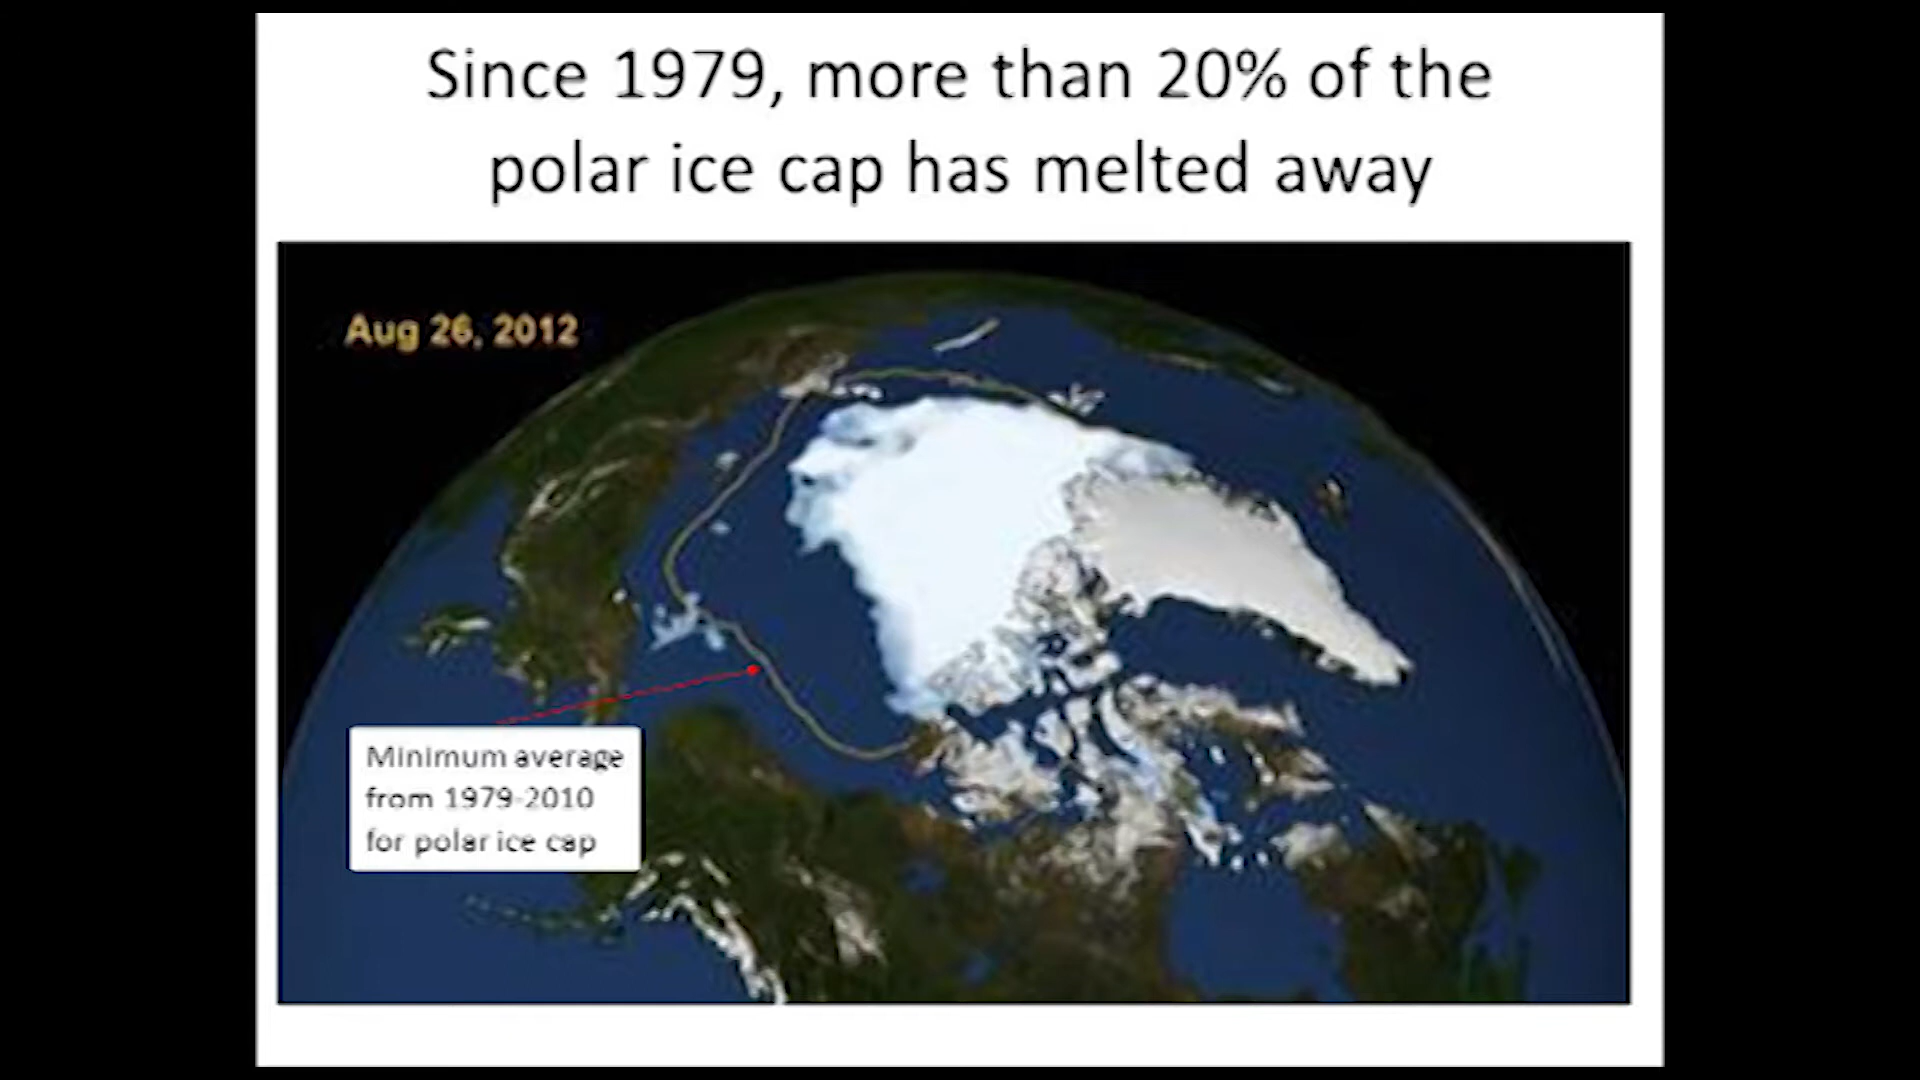 Since 1979, more than 20% of the
polar ice cap has melted away
Aug 26, 2012
Minimum average
from 1979-2010
for polar ice cap